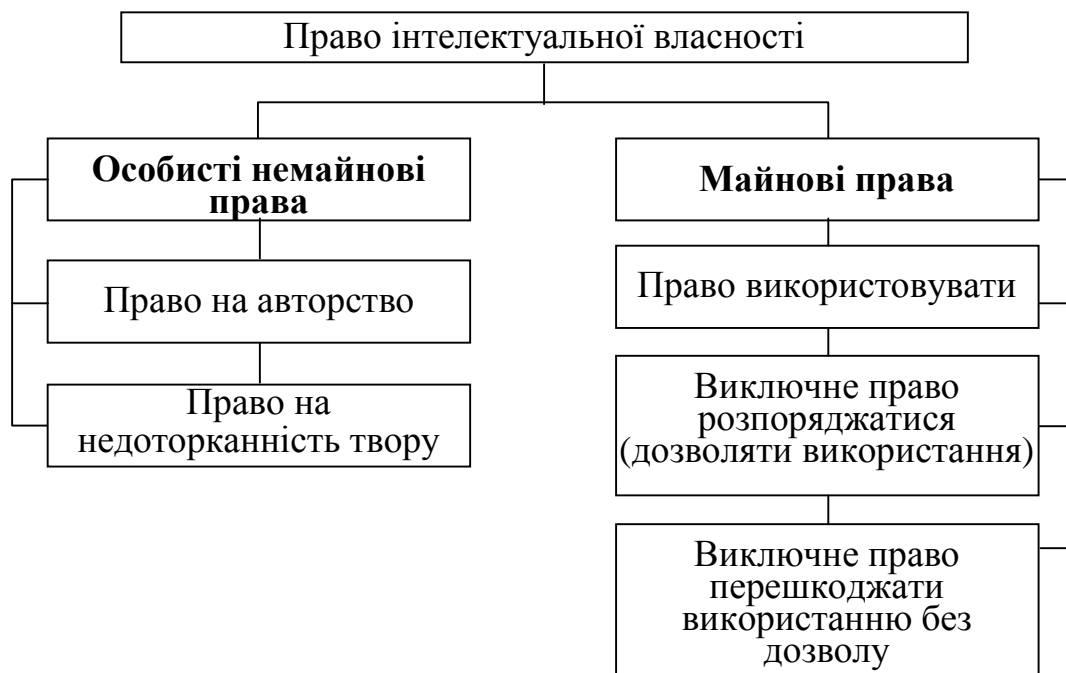 Право інтелектуальної власності
Особисті немайнові
права
Право на авторство
Право на
недоторканність твору
Майнові права
Право використовувати
Виключне право
розпоряджатися
(дозволяти використання)
Виключне право
перешкоджати
використанню без
дозволу